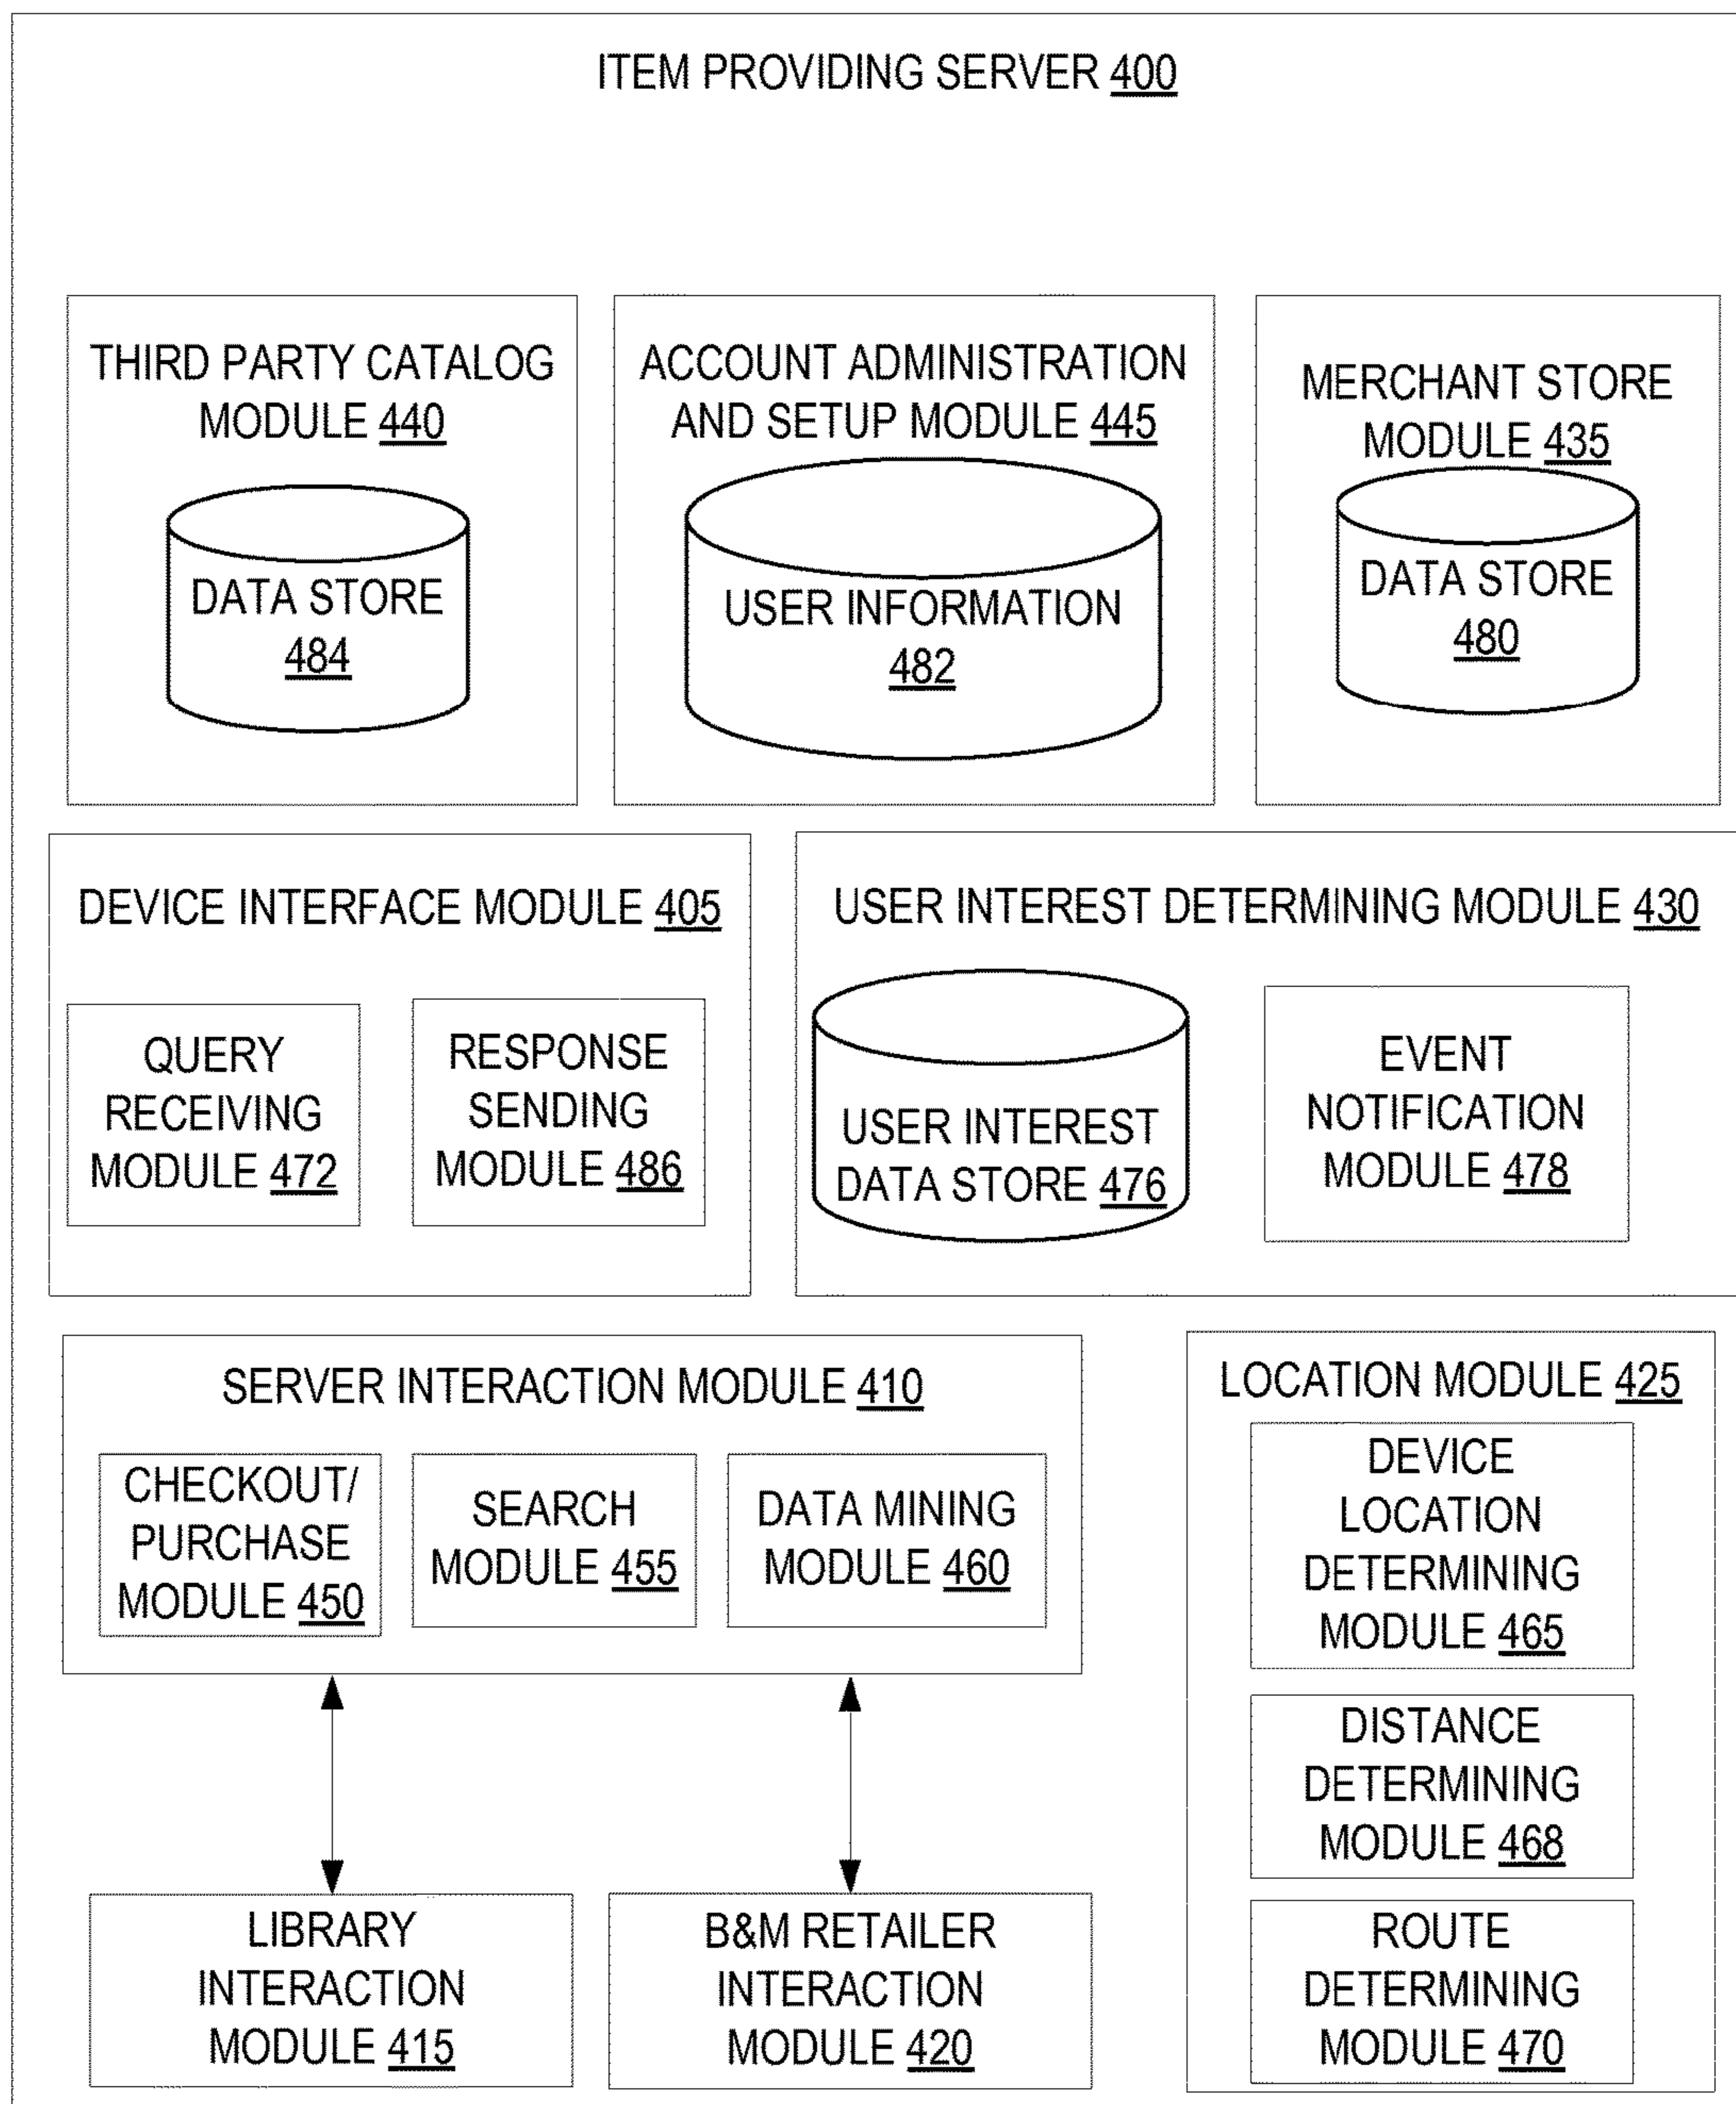 ITEM PROVIDING SERVER 400
THIRD PARTY CATALOG
MODULE 440
DATA STORE
484
ACCOUNT ADMINISTRATION
AND SETUP MODULE 445
USER INFORMATION
482
MERCHANT STORE
MODULE 435
DATA STORE
480
DEVICE INTERFACE MODULE 405
QUERY
RECEIVING
MODULE 472
RESPONSE
SENDING
MODULE 486
USER INTEREST DETERMINING MODULE 430
USER INTEREST
DATA STORE 476
EVENT
NOTIFICATION
MODULE 478
SERVER INTERACTION MODULE 410
CHECKOUT/
PURCHASE
MODULE 450
SEARCH
MODULE 455
DATA MINING
MODULE 460
LIBRARY
INTERACTION
MODULE 415
B&M RETAILER
INTERACTION
MODULE 420
LOCATION MODULE 425
DEVICE
LOCATION
DETERMINING
MODULE 465
DISTANCE
DETERMINING
MODULE 468
ROUTE
DETERMINING
MODULE 470